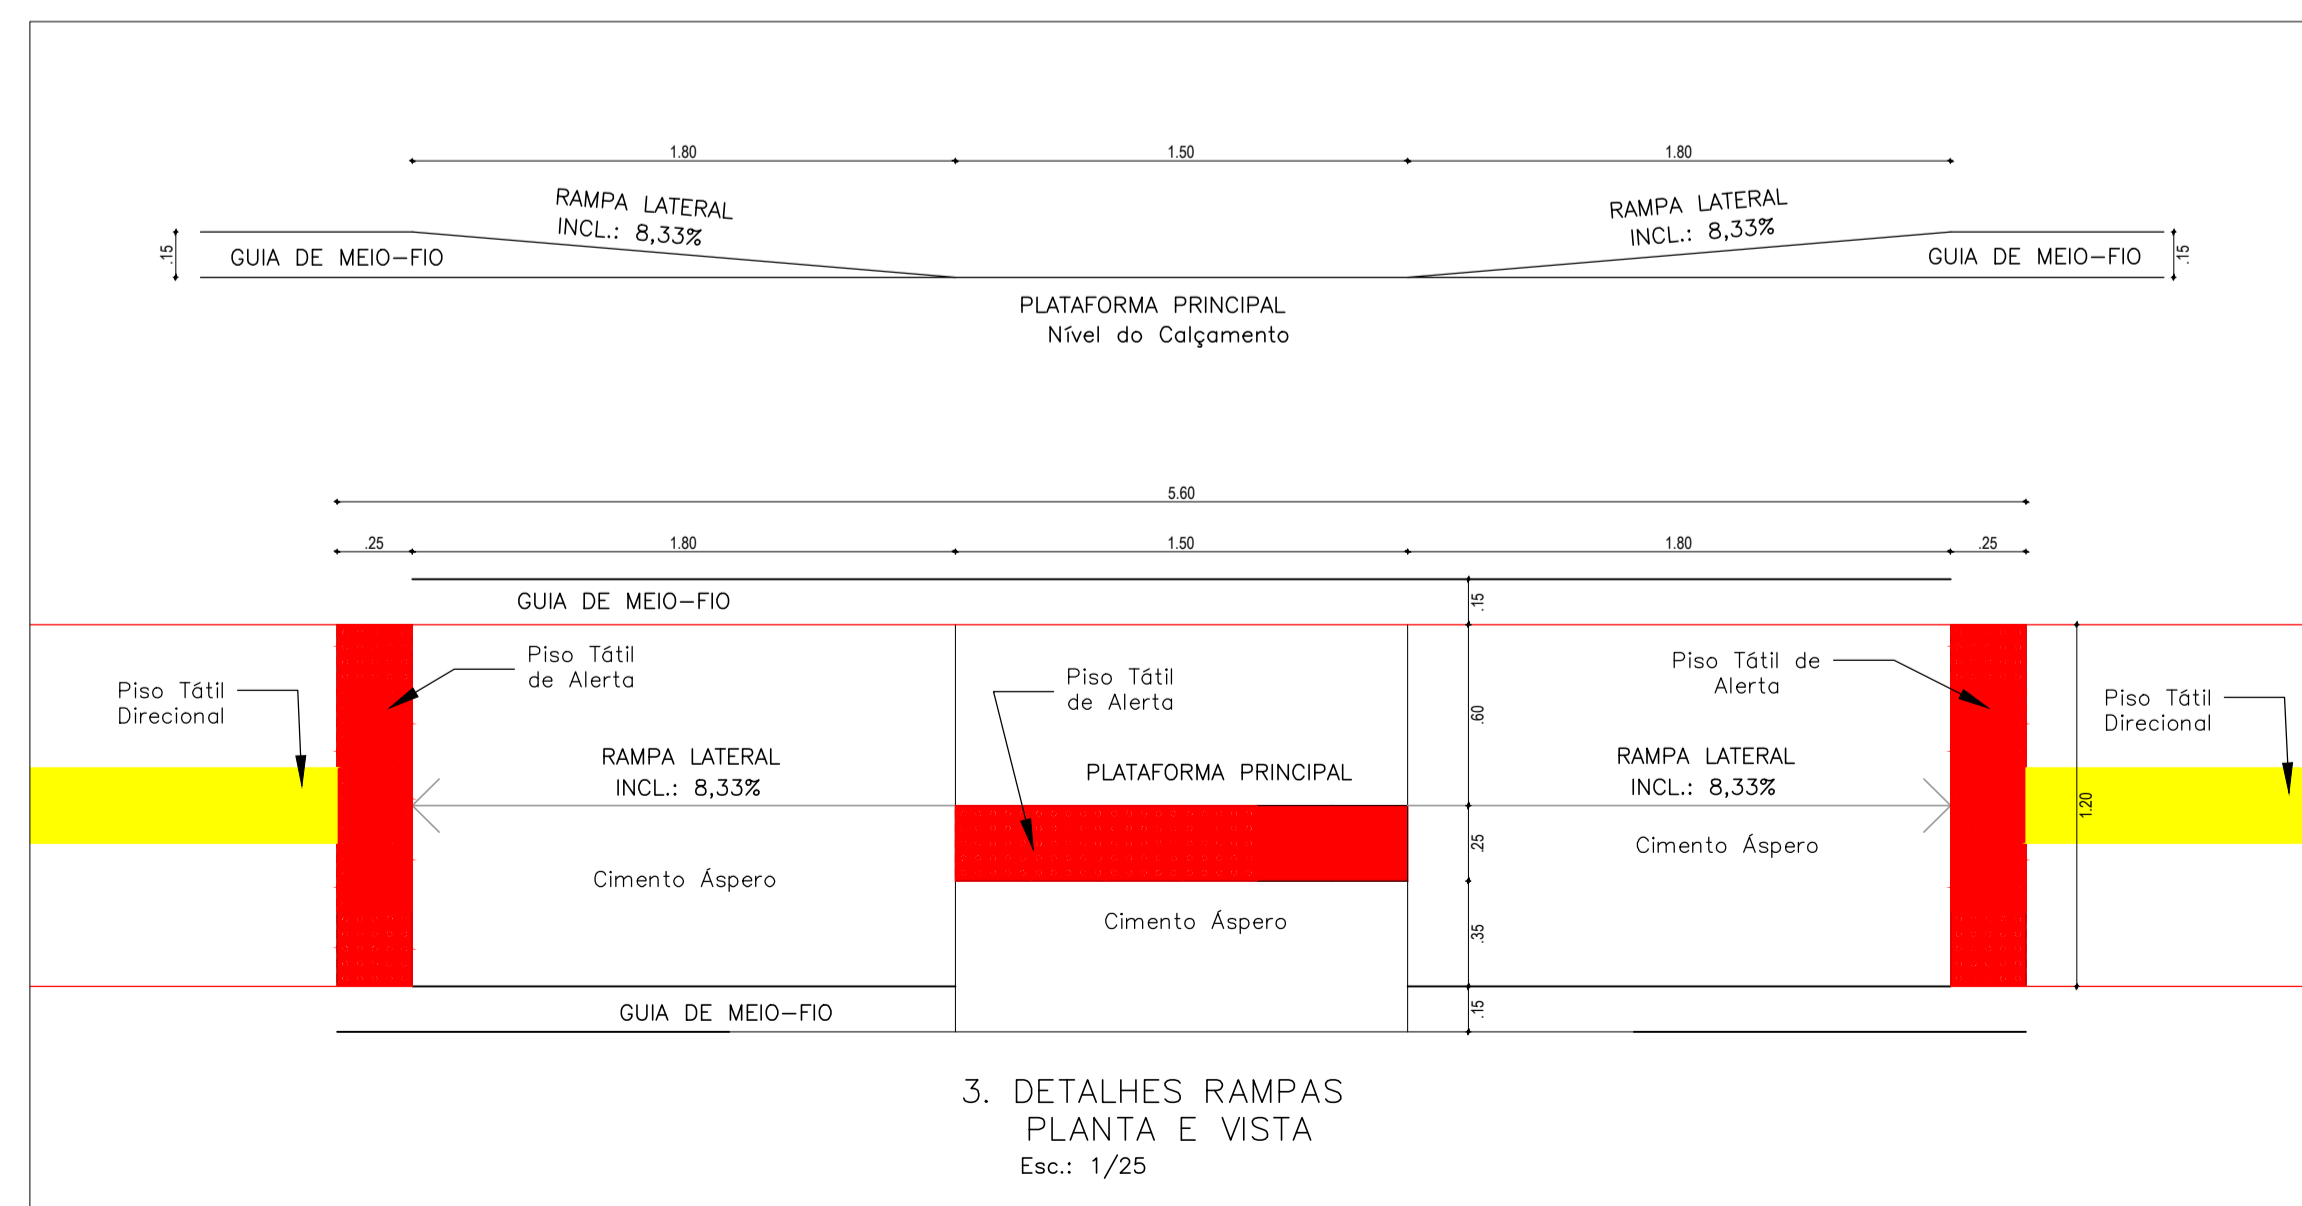 1.80
1.50
1.80
RAMPA LATERAL
INCL.: 8,33%
RAMPA LATERAL
INCL.: 8,33%
.15
GUIA DE MEIO-FIO
GUIA DE MEIO-FIO
.15
PLATAFORMA PRINCIPAL
Nível do Calçamento
5.60
.25
1.80
1.50
1.80
.25
GUIA DE MEIO-FIO
.15
Piso Tátil
de Alerta
Piso Tátil
de Alerta
Piso Tátil de
Alerta
Piso Tátil
Direcional
Piso Tátil
Direcional
.60
RAMPA LATERAL
INCL.: 8,33%
PLATAFORMA PRINCIPAL
RAMPA LATERAL
INCL.: 8,33%
1.20
.25
Cimento Áspero
Cimento Áspero
Cimento Áspero
.35
GUIA DE MEIO-FIO
.15
3. DETALHES RAMPAS
PLANTA E VISTA
Esc.: 1/25